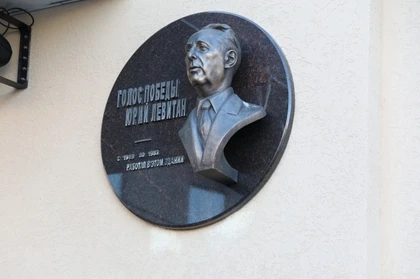 ГОЛОС ПОБЕДЫ
ЮРИЙ ЛЕВИТАН
РАБОТАЛ В ЭТОМ ЗДАНИИ